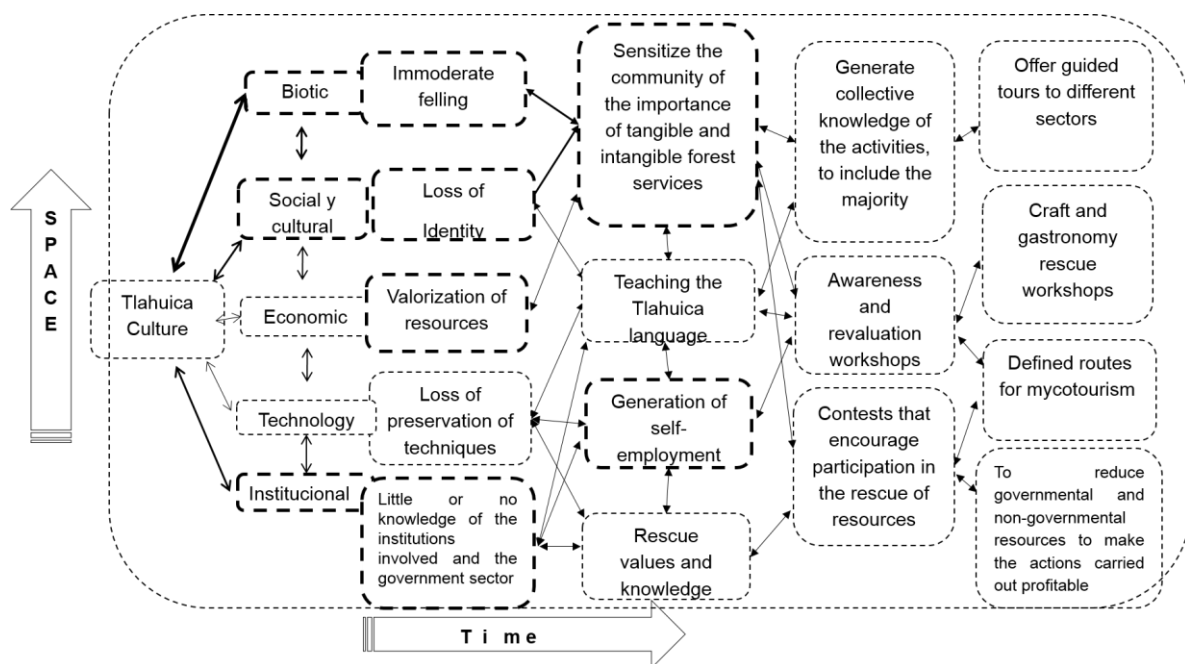 S
P
A
C
E
Tlahuica
Culture
Biotic
Social y
cultural
Economic
Technology
Institucional
Immoderate
felling
Loss of
Identity
Valorization of
resources
Loss of
preservation of
techniques
Little or no
knowledge of the
institutions
involved and the
government sector
Sensitize the
community of
the importance
of tangible and
intangible forest
services
Teaching the
Tlahuica
language
Generation of
self-
employment
Rescue
values and
knowledge
Generate
collective
knowledge of
the activities,
to include the
majority
Awareness
and
revaluation
workshops
Contests that
encourage
participation in
the rescue of
resources
Offer guided
tours to different
sectors
Craft and
gastronomy
rescue
workshops
Defined routes
for mycotourism
To reduce
governmental and
non-governmental
resources to make
the actions carried
out profitable
Time